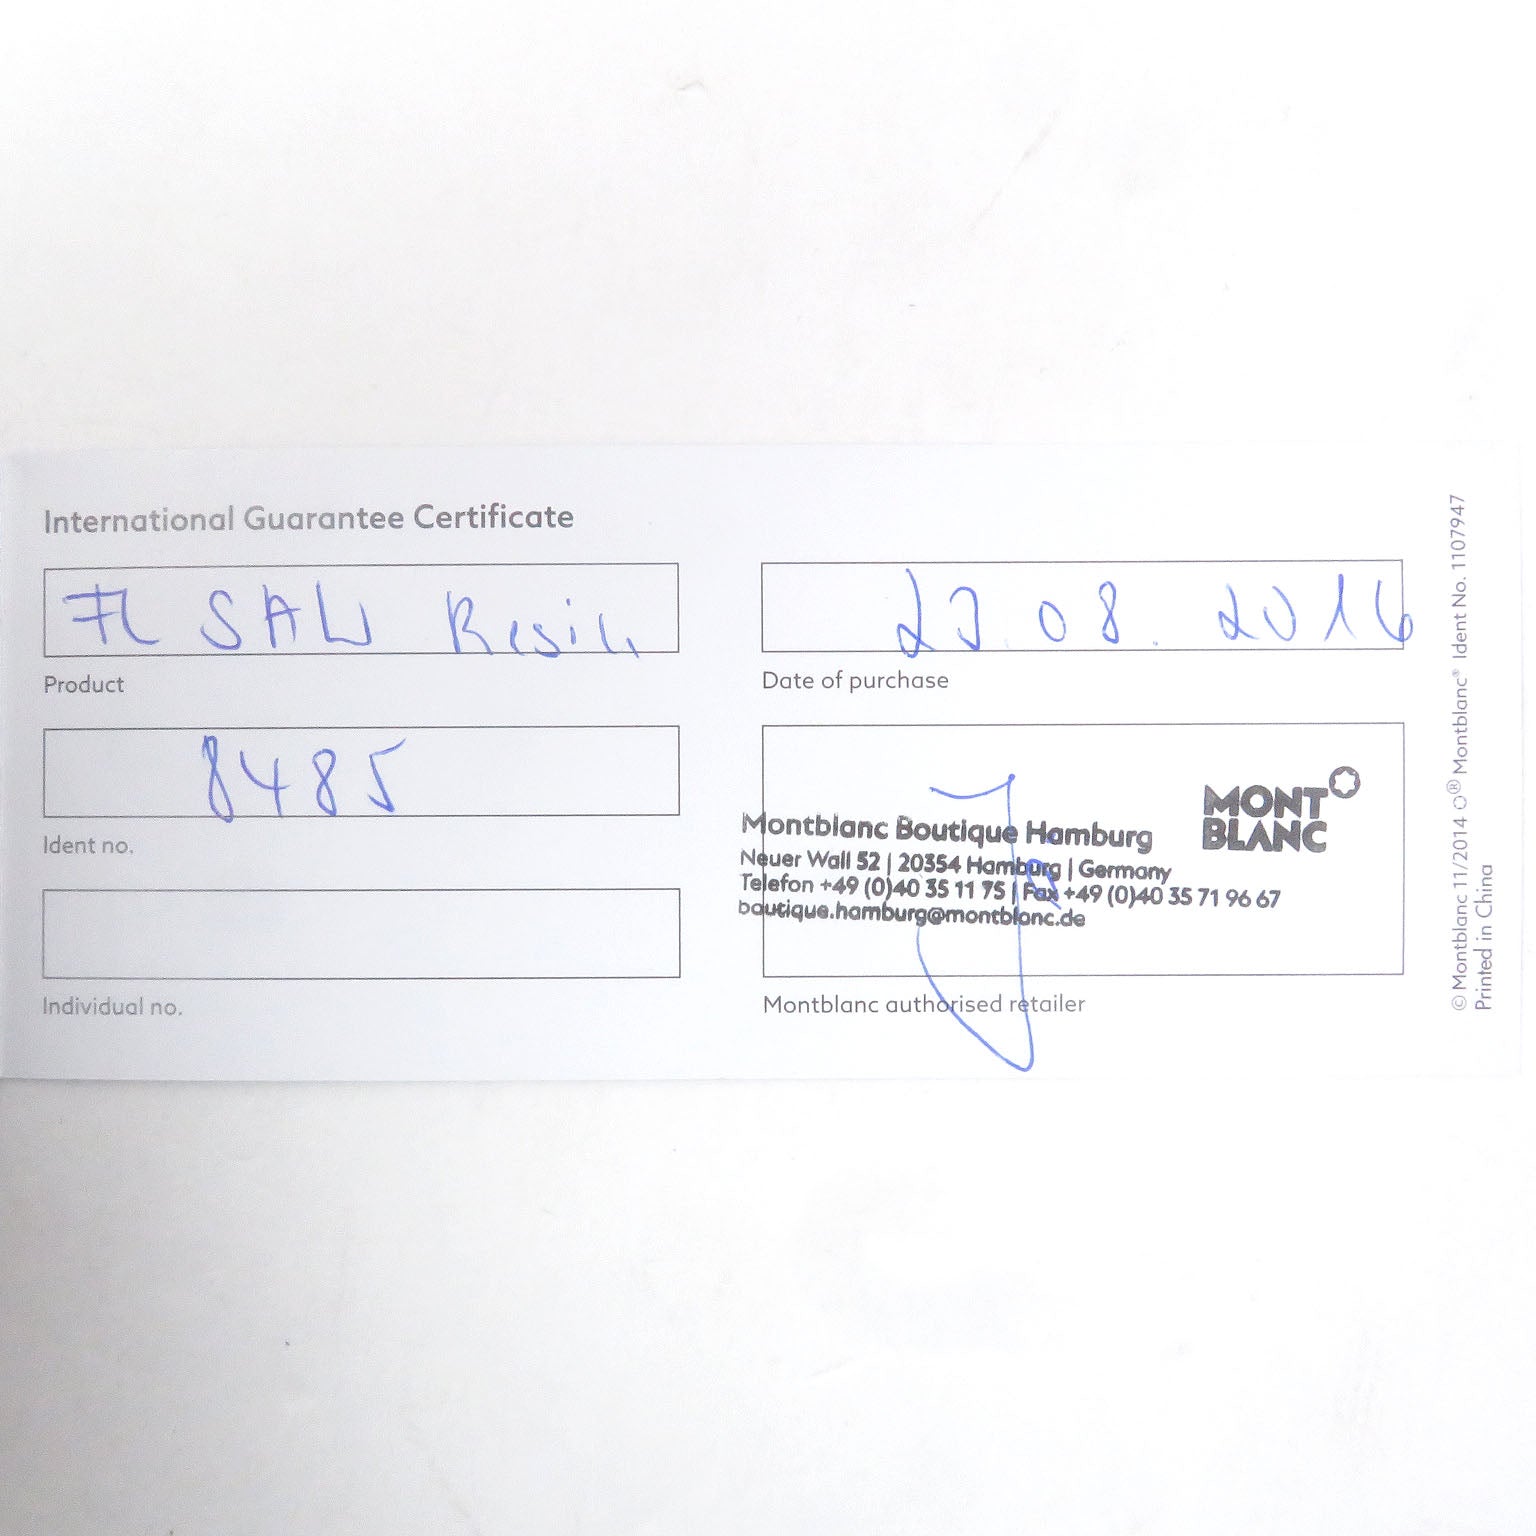 International Guarantee Certificate
FL SAW Resin
Product
23.08.2016
Date of purchase
8485
Ident no.
Individual no.
MONT
BLANC
Montblanc Boutique Hamburg
Neuer Wall 52 | 20354 Hamburg | Germany
Telefon +49 (0)40 35 11 75 | Fax +49 (0)40 35 71 96 67
boutique.hamburg@montblanc.de
Montblanc authorised retailer
© Montblanc 11/2014 ® Montblanc® Ident No. 1107947
Printed in China